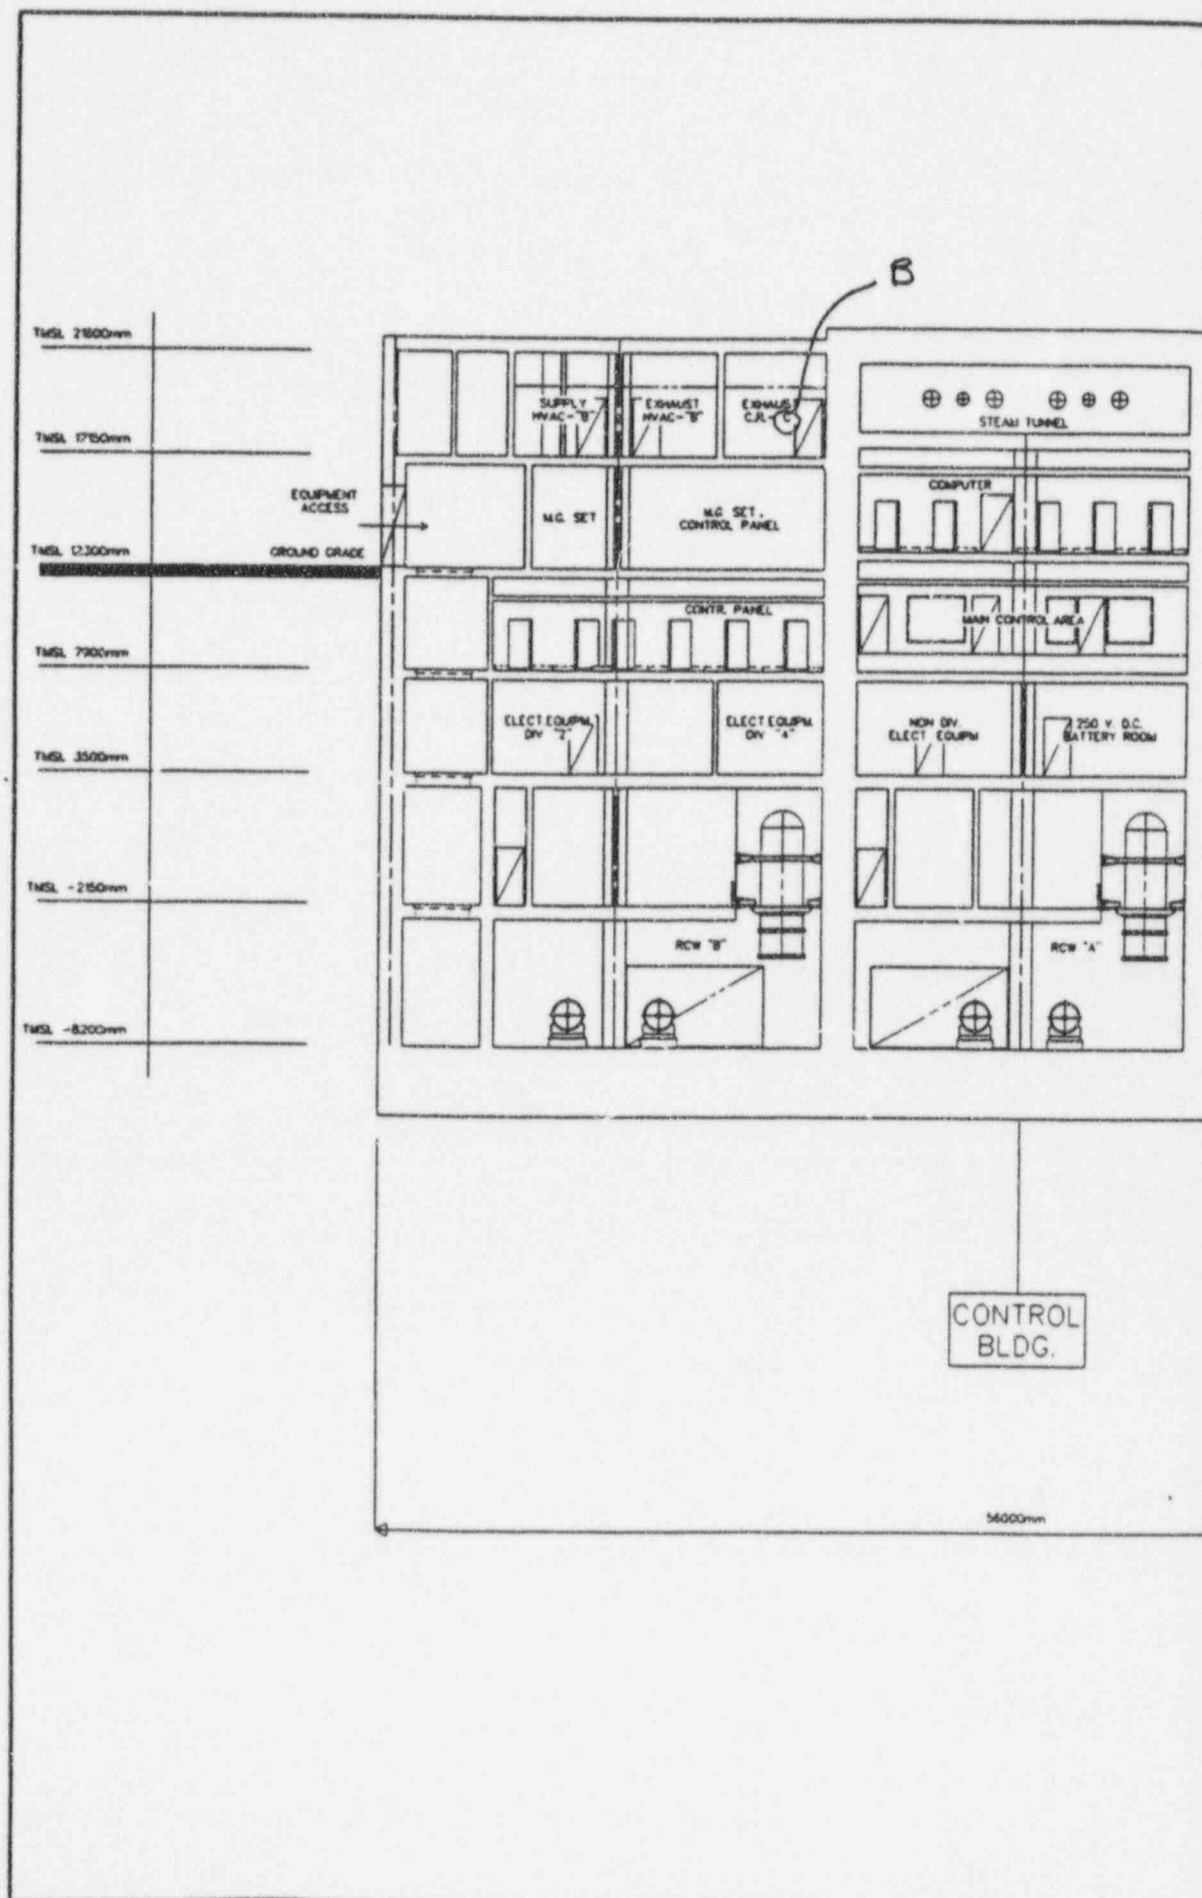 B
TMSL 21800mm
SUPPLY
HVAC-"B"
EXHAUST
HVAC-"B"
EXHAUST
C.R.-"C"
STEAM TUNNEL
TMSL 17150mm
EQUIPMENT
ACCESS
M.G. SET
M.G. SET.
CONTROL PANEL
COMPUTER
TMSL 12300mm
GROUND GRADE
CONTR. PANEL
MAIN CONTROL AREA
TMSL 7900mm
ELECT.EQUIPM.
DIV "2"
ELECT.EQUIPM.
DIV "4"
NON DIV.
ELECT EQUIPM
250 V. D.C.
BATTERY ROOM
TMSL 3500mm
TMSL -2150mm
RCW "B"
RCW "A"
TMSL -8200mm
CONTROL
BLDG.
56000mm